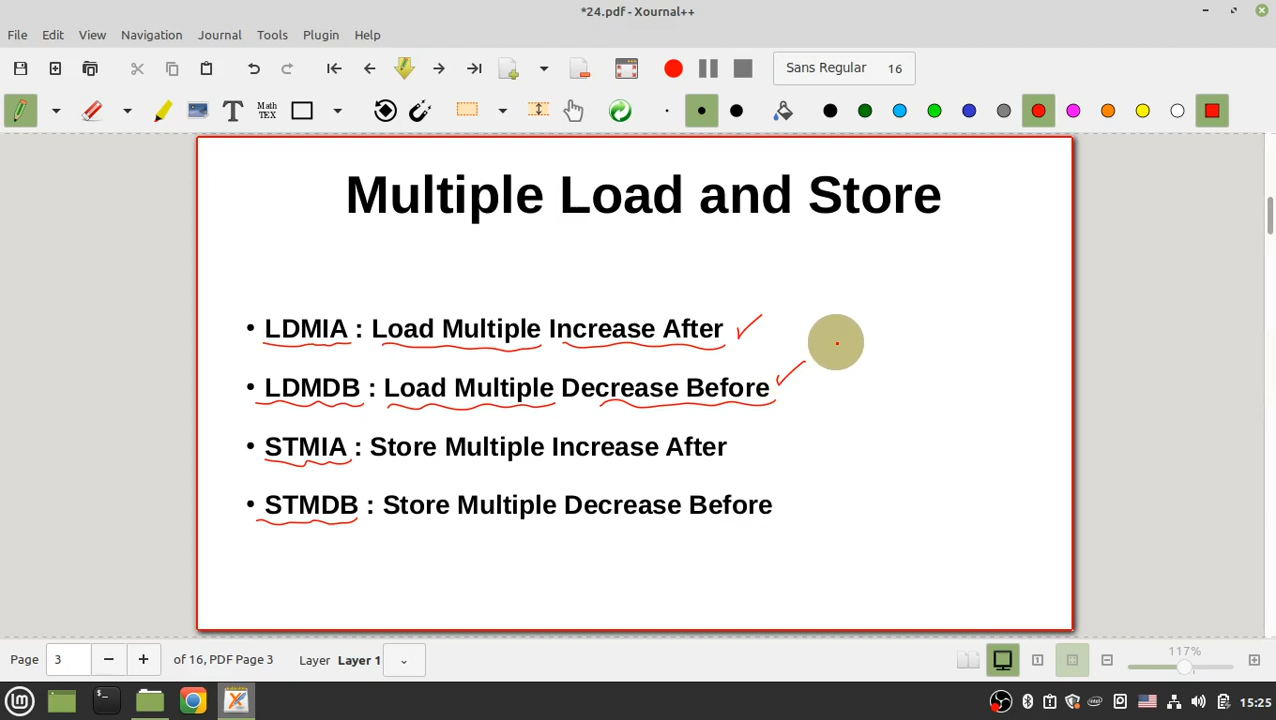 *24.pdf - Xournal++
File Edit View Navigation Journal Tools Plugin Help
Sans Regular 16
Math TEX
Multiple Load and Store
• LDMIA : Load Multiple Increase After
• LDMDB : Load Multiple Decrease Before
• STMIA : Store Multiple Increase After
• STMDB : Store Multiple Decrease Before
Page 3 of 16, PDF Page 3 Layer Layer 1 117%
15:25